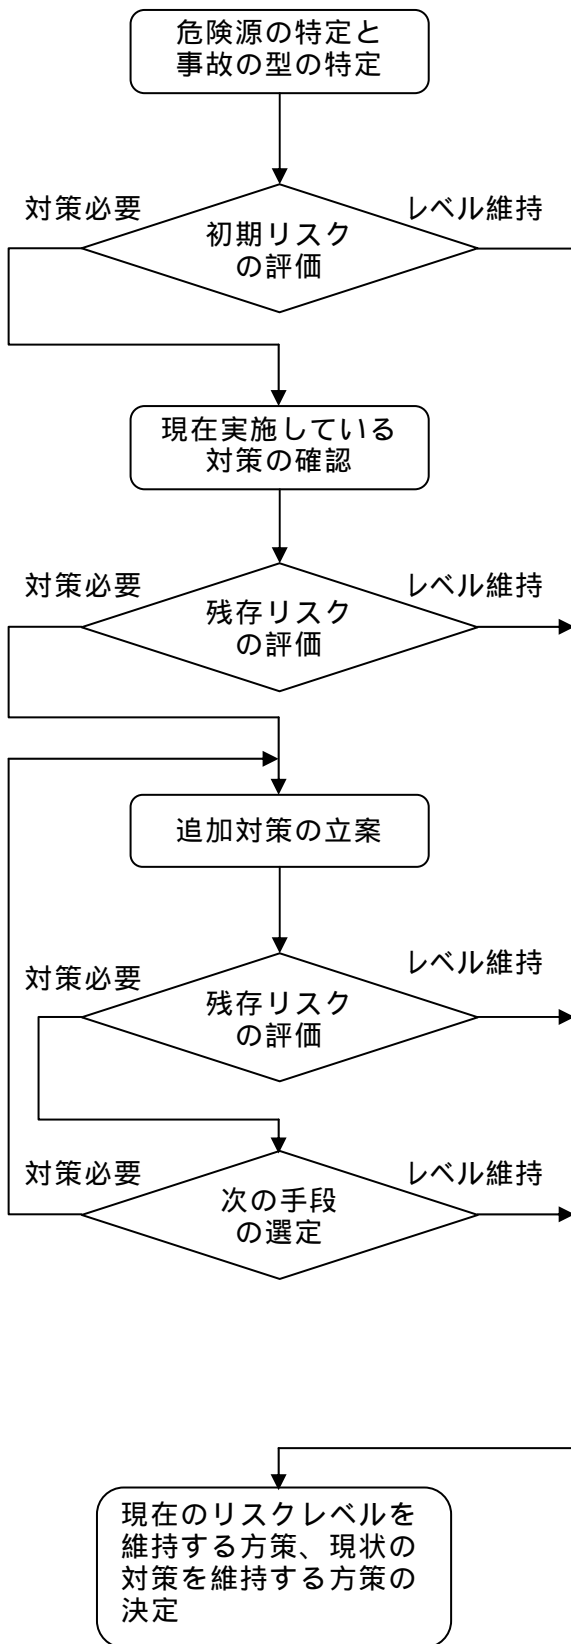 危険源の特定と
事故の型の特定
対策必要
レベル維持
初期リスク
の評価
現在実施している
対策の確認
対策必要
レベル維持
残存リスク
の評価
追加対策の立案
対策必要
レベル維持
残存リスク
の評価
対策必要
レベル維持
次の手段
の選定
現在のリスクレベルを
維持する方策、現状の
対策を維持する方策の
決定